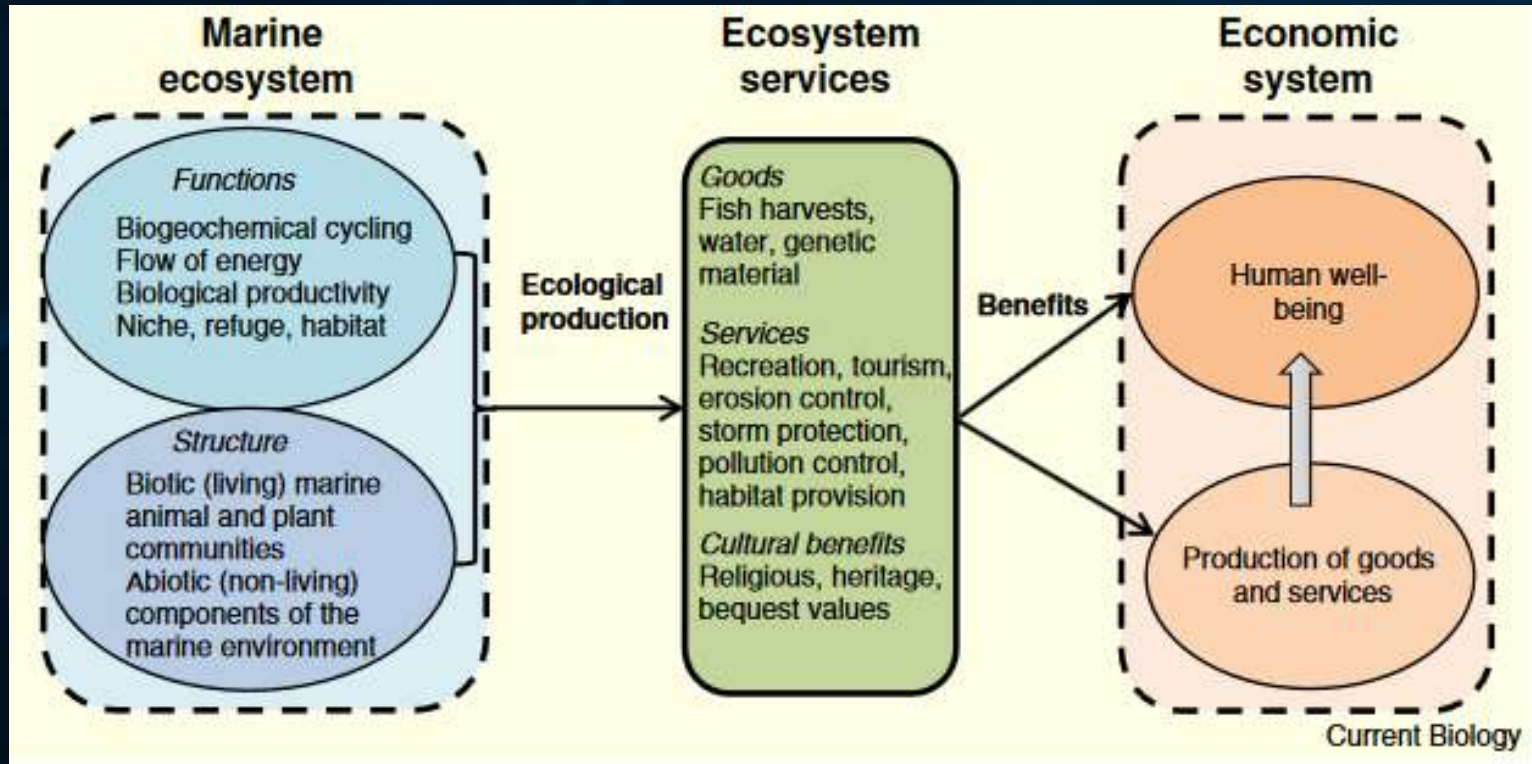 Marine
ecosystem
Functions
Biogeochemical cycling
Flow of energy
Biological productivity
Niche, refuge, habitat
Structure
Biotic (living) marine
animal and plant
communities
Abiotic (non-living)
components of the
marine environment
Ecological
production
Ecosystem
services
Goods
Fish harvests,
water, genetic
material
Services
Recreation, tourism,
erosion control,
storm protection,
pollution control,
habitat provision
Cultural benefits
Religious, heritage,
bequest values
Benefits
Economic
system
Human well-
being
Production of goods
and services
Current Biology